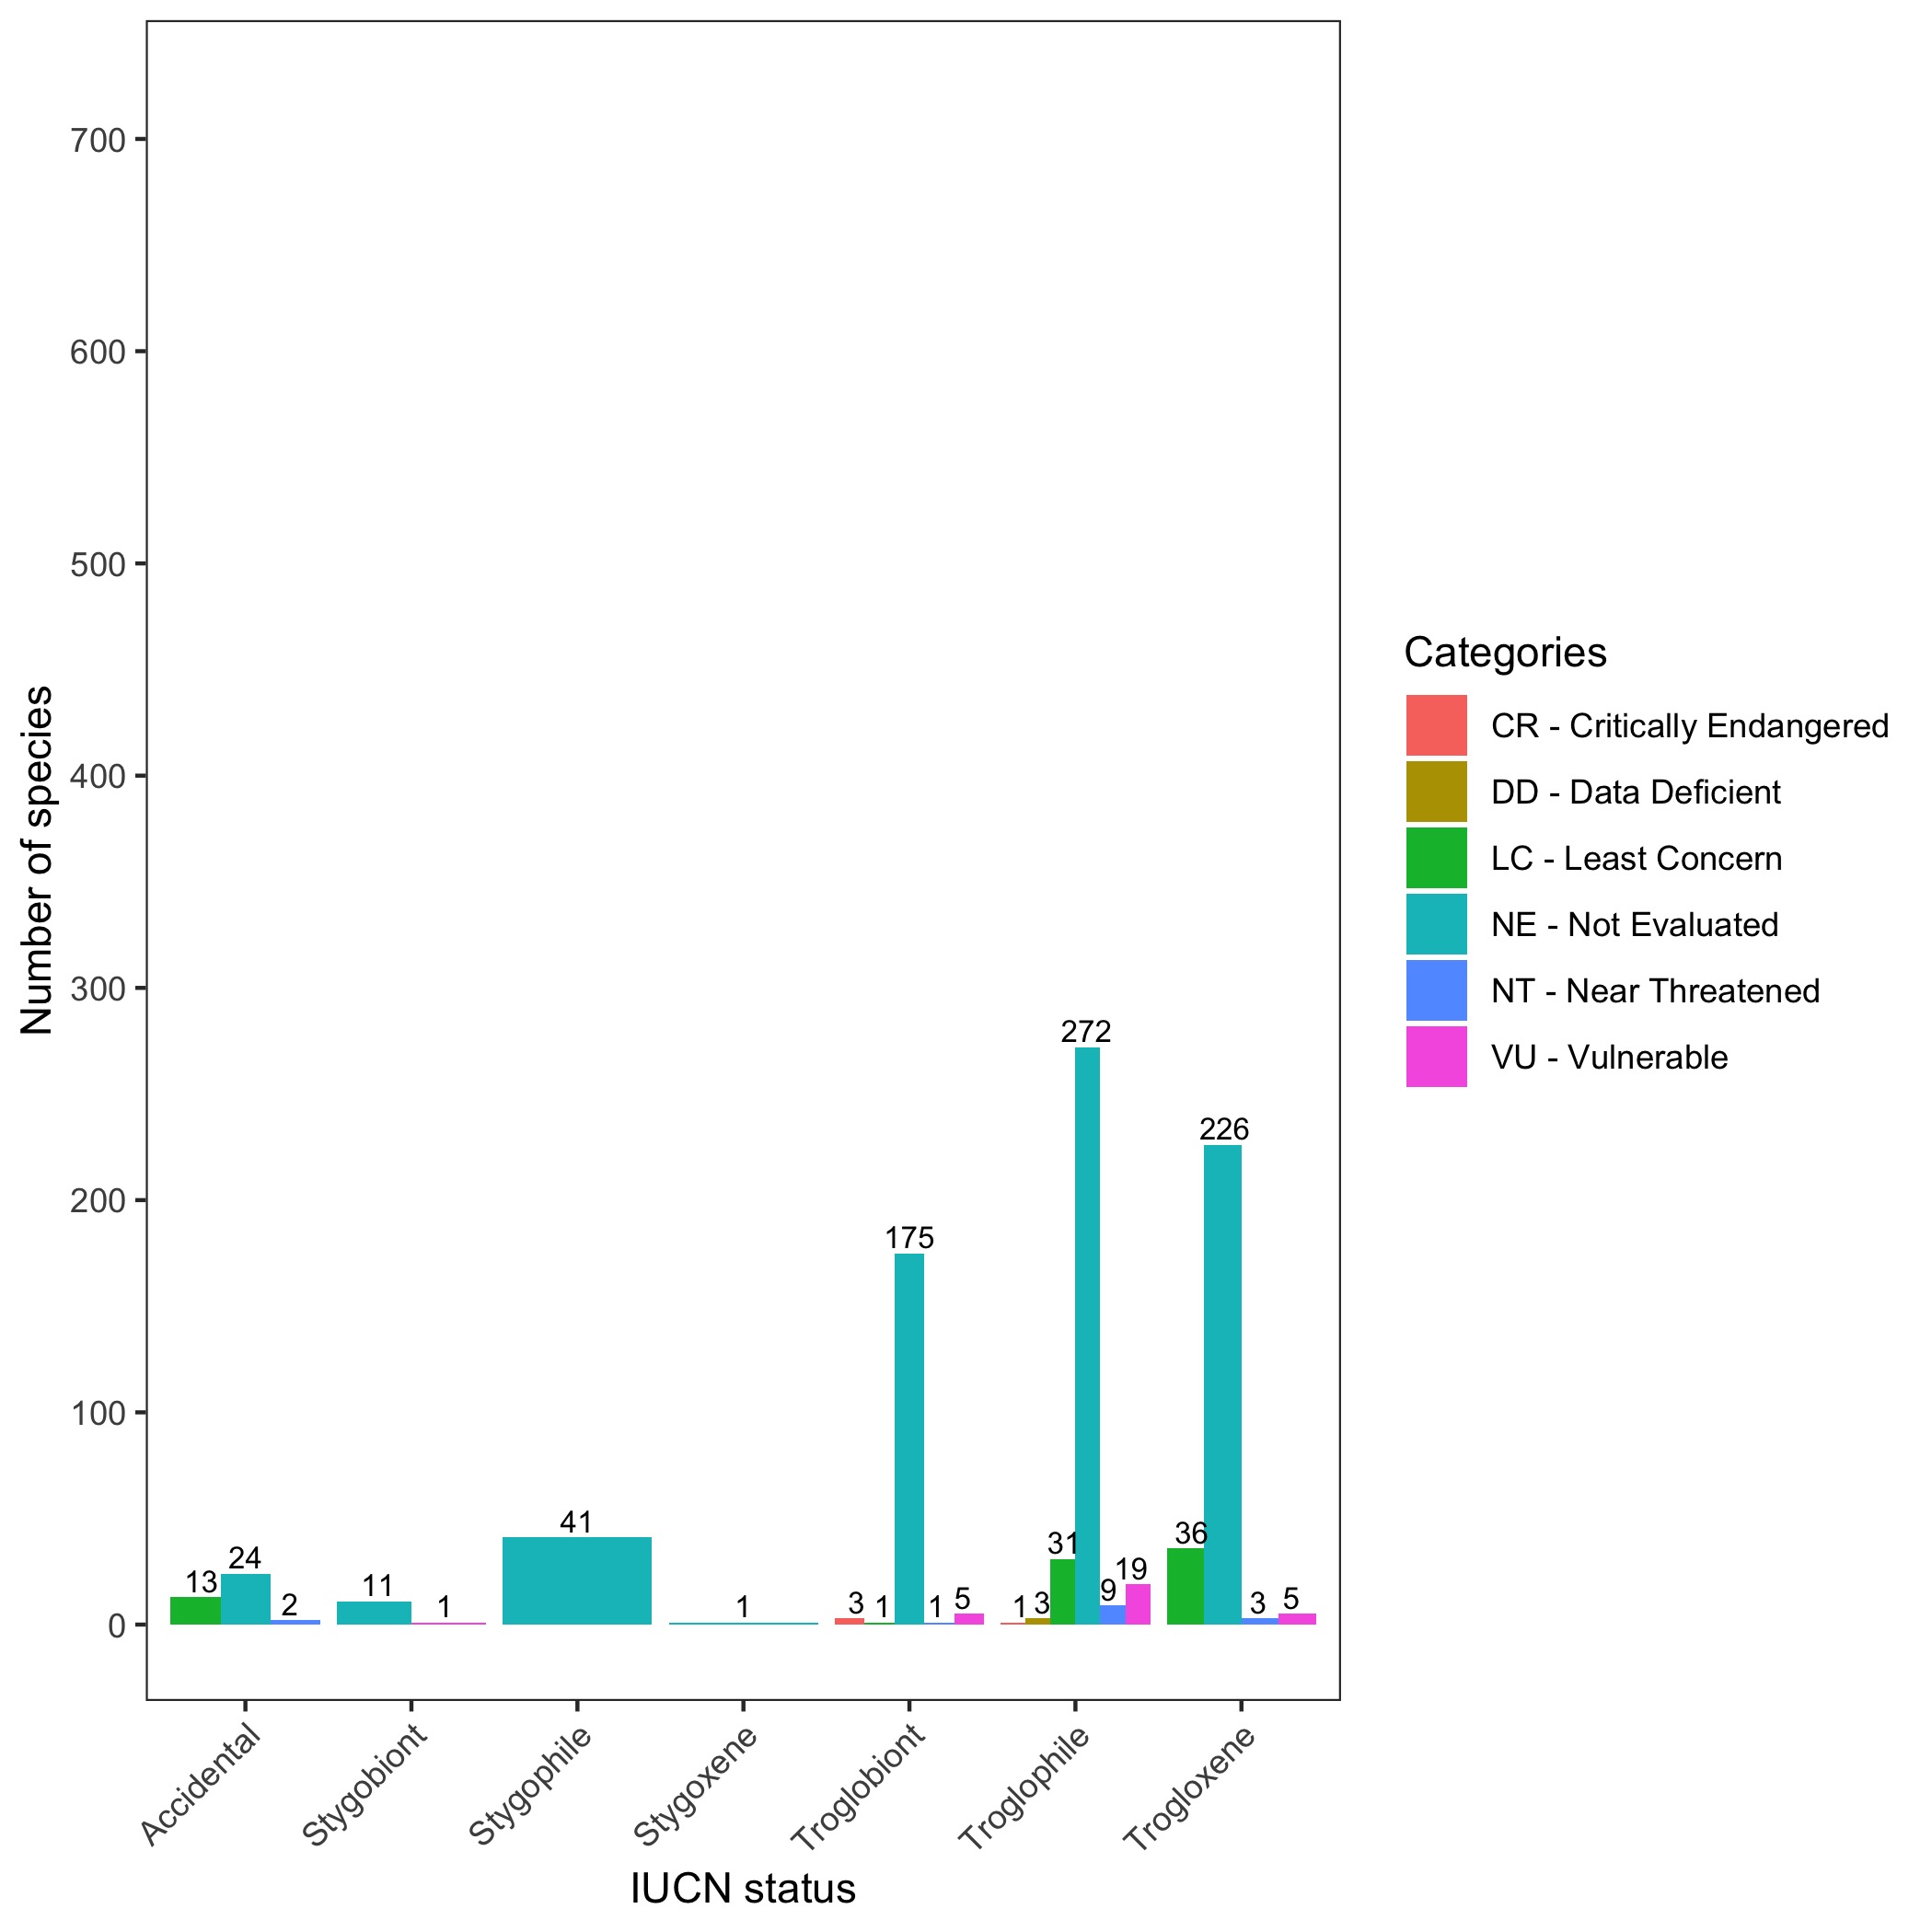 700
600
500
400
300
200
100
0
Number of species
13
24
2
11
1
41
1
3
1
175
1
5
1
3
31
272
9
19
36
226
3
5
Accidental
Stygobiont
Stygophile
Stygoxene
Troglobiont
Troglophile
Trogloxene
IUCN status
Categories
CR - Critically Endangered
DD - Data Deficient
LC - Least Concern
NE - Not Evaluated
NT - Near Threatened
VU - Vulnerable